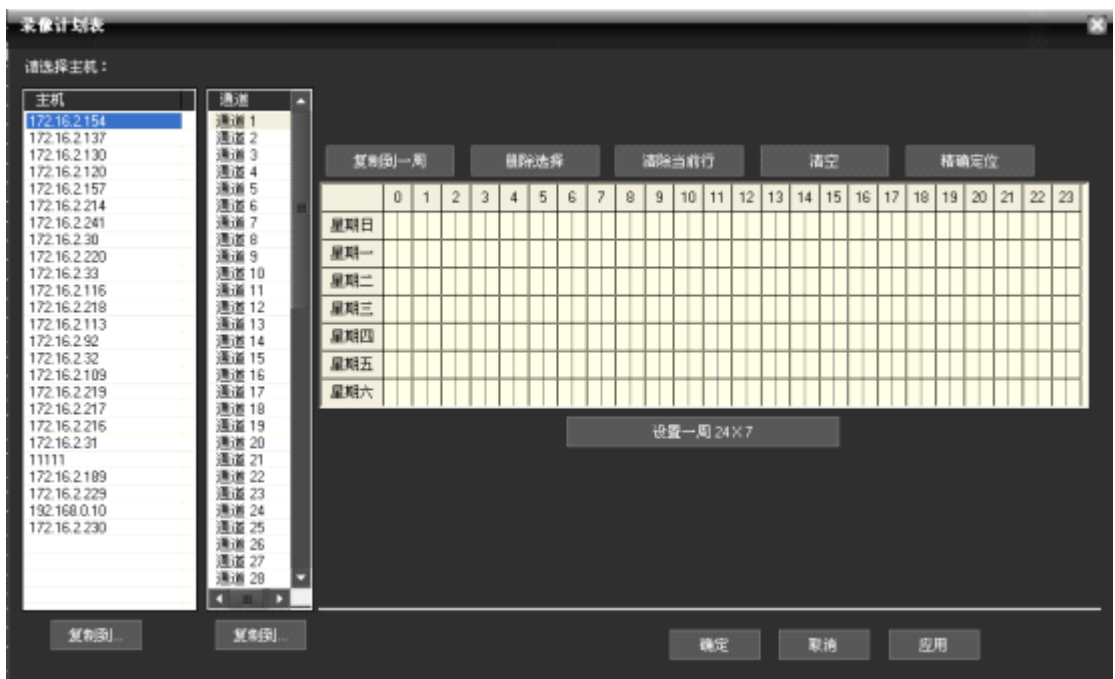 录像计划表
请选择主机：
主机
172.16.2.154
172.16.2.137
172.16.2.130
172.16.2.120
172.16.2.157
172.16.2.214
172.16.2.241
172.16.2.30
172.16.2.220
172.16.2.33
172.16.2.116
172.16.2.218
172.16.2.113
172.16.2.92
172.16.2.32
172.16.2.109
172.16.2.219
172.16.2.217
172.16.2.216
172.16.2.31
11111
172.16.2.189
172.16.2.229
192.168.0.10
172.16.2.230
复制到...
通道
通道 1
通道 2
通道 3
通道 4
通道 5
通道 6
通道 7
通道 8
通道 9
通道 10
通道 11
通道 12
通道 13
通道 14
通道 15
通道 16
通道 17
通道 18
通道 19
通道 20
通道 21
通道 22
通道 23
通道 24
通道 25
通道 26
通道 27
通道 28
复制到...
复制到一周 删除选择 清除当前行 清空 精确定位
0 1 2 3 4 5 6 7 8 9 10 11 12 13 14 15 16 17 18 19 20 21 22 23
星期日
星期一
星期二
星期三
星期四
星期五
星期六
设置一周 24×7
确定 取消 应用